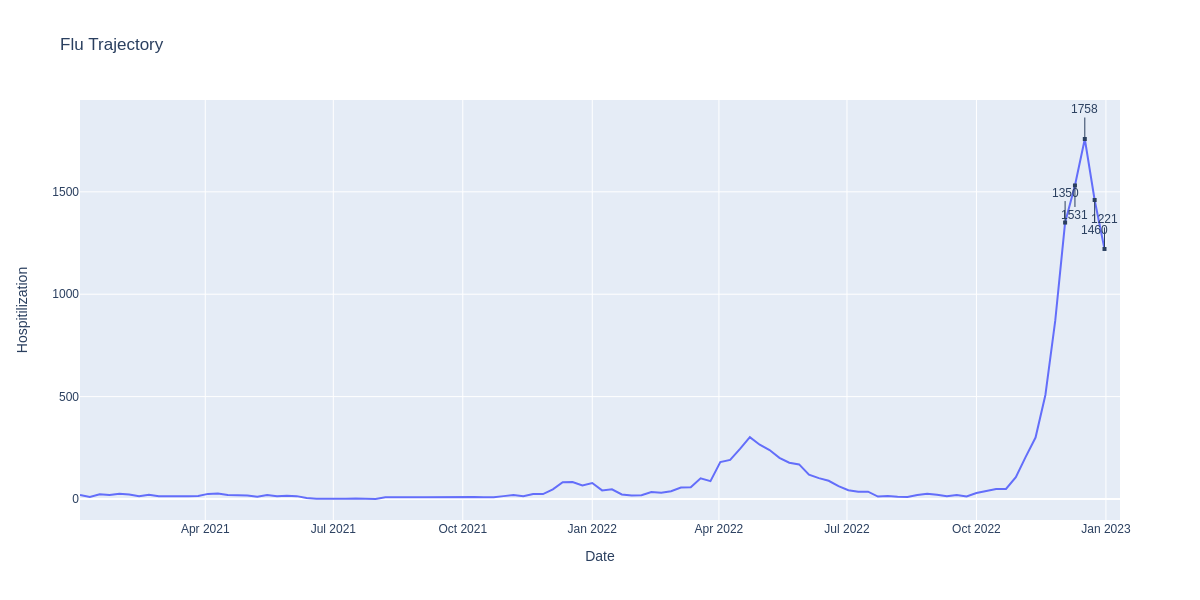 Flu Trajectory
1758
1500
1350
1531
1221
1460
1000
Hospitilization
500
0
Apr 2021
Jul 2021
Oct 2021
Jan 2022
Apr 2022
Jul 2022
Oct 2022
Jan 2023
Date